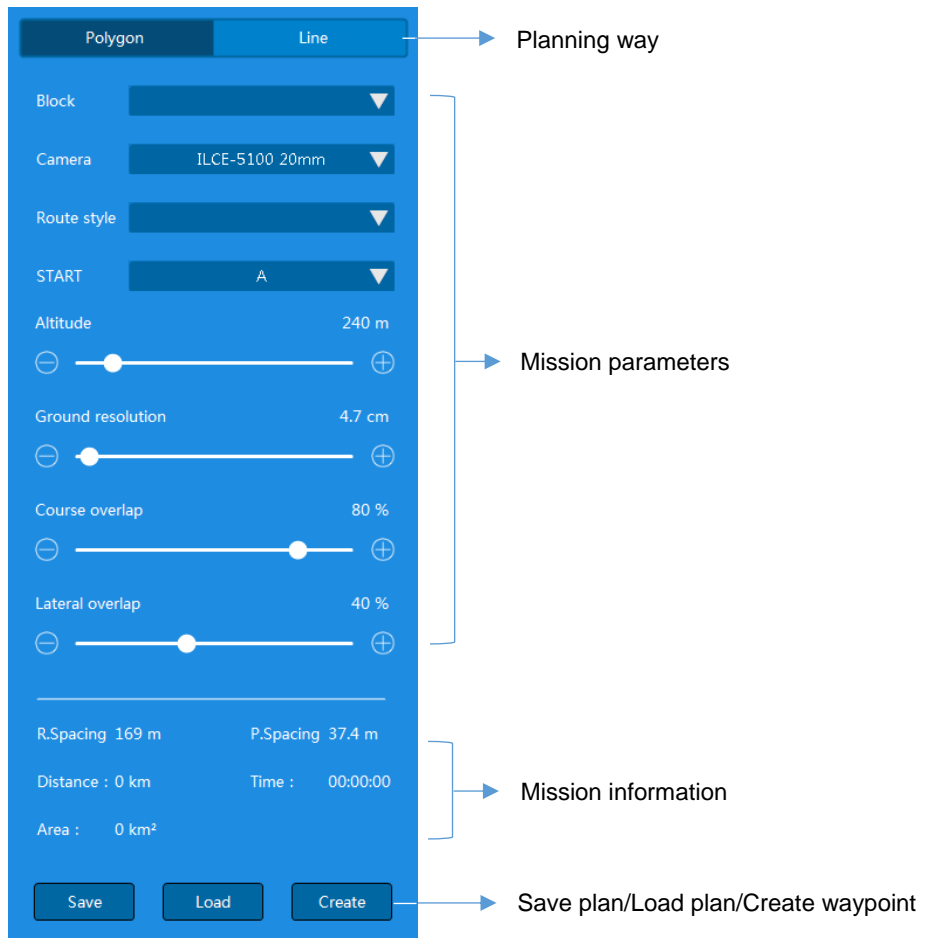 Polygon Line Planning way
Block
Camera ILCE-5100 20mm
Route style
START A
Altitude 240 m
Mission parameters
Ground resolution 4.7 cm
Course overlap 80 %
Lateral overlap 40 %
R.Spacing 169 m P.Spacing 37.4 m
Distance : 0 km Time : 00:00:00
Mission information
Area : 0 km²
Save Load Create Save plan/Load plan/Create waypoint